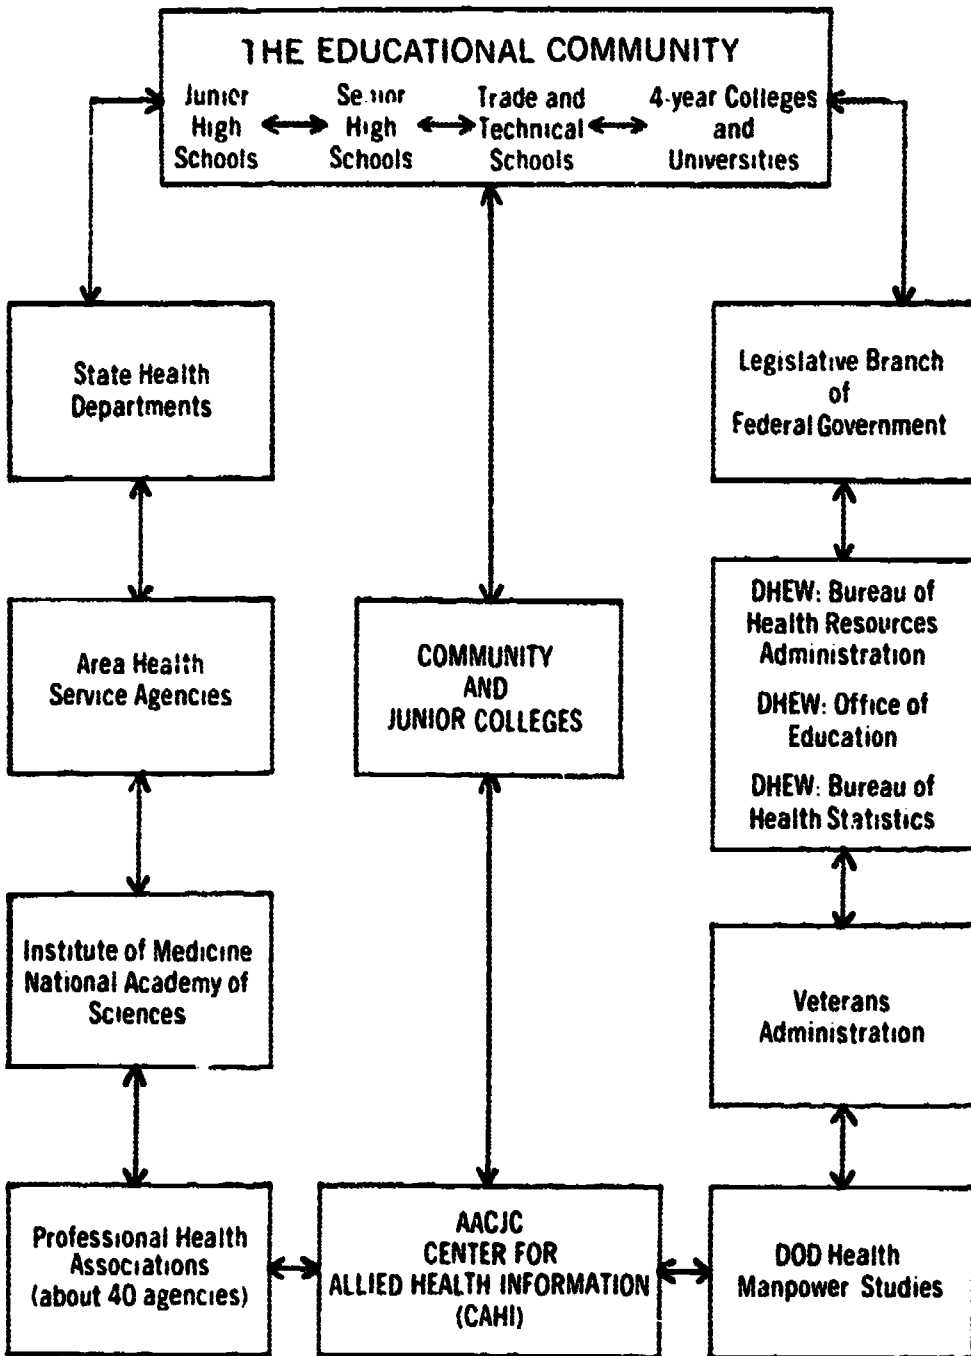 THE EDUCATIONAL COMMUNITY
Junior
High
Schools
Senior
High
Schools
Trade and
Technical
Schools
4-year Colleges
and
Universities
State Health
Departments
Legislative Branch
of
Federal Government
Area Health
Service Agencies
COMMUNITY
AND
JUNIOR COLLEGES
DHEW: Bureau of
Health Resources
Administration
DHEW: Office of
Education
DHEW: Bureau of
Health Statistics
Institute of Medicine
National Academy of
Sciences
Veterans
Administration
Professional Health
Associations
(about 40 agencies)
AACJC
CENTER FOR
ALLIED HEALTH INFORMATION
(CAHI)
DOD Health
Manpower Studies